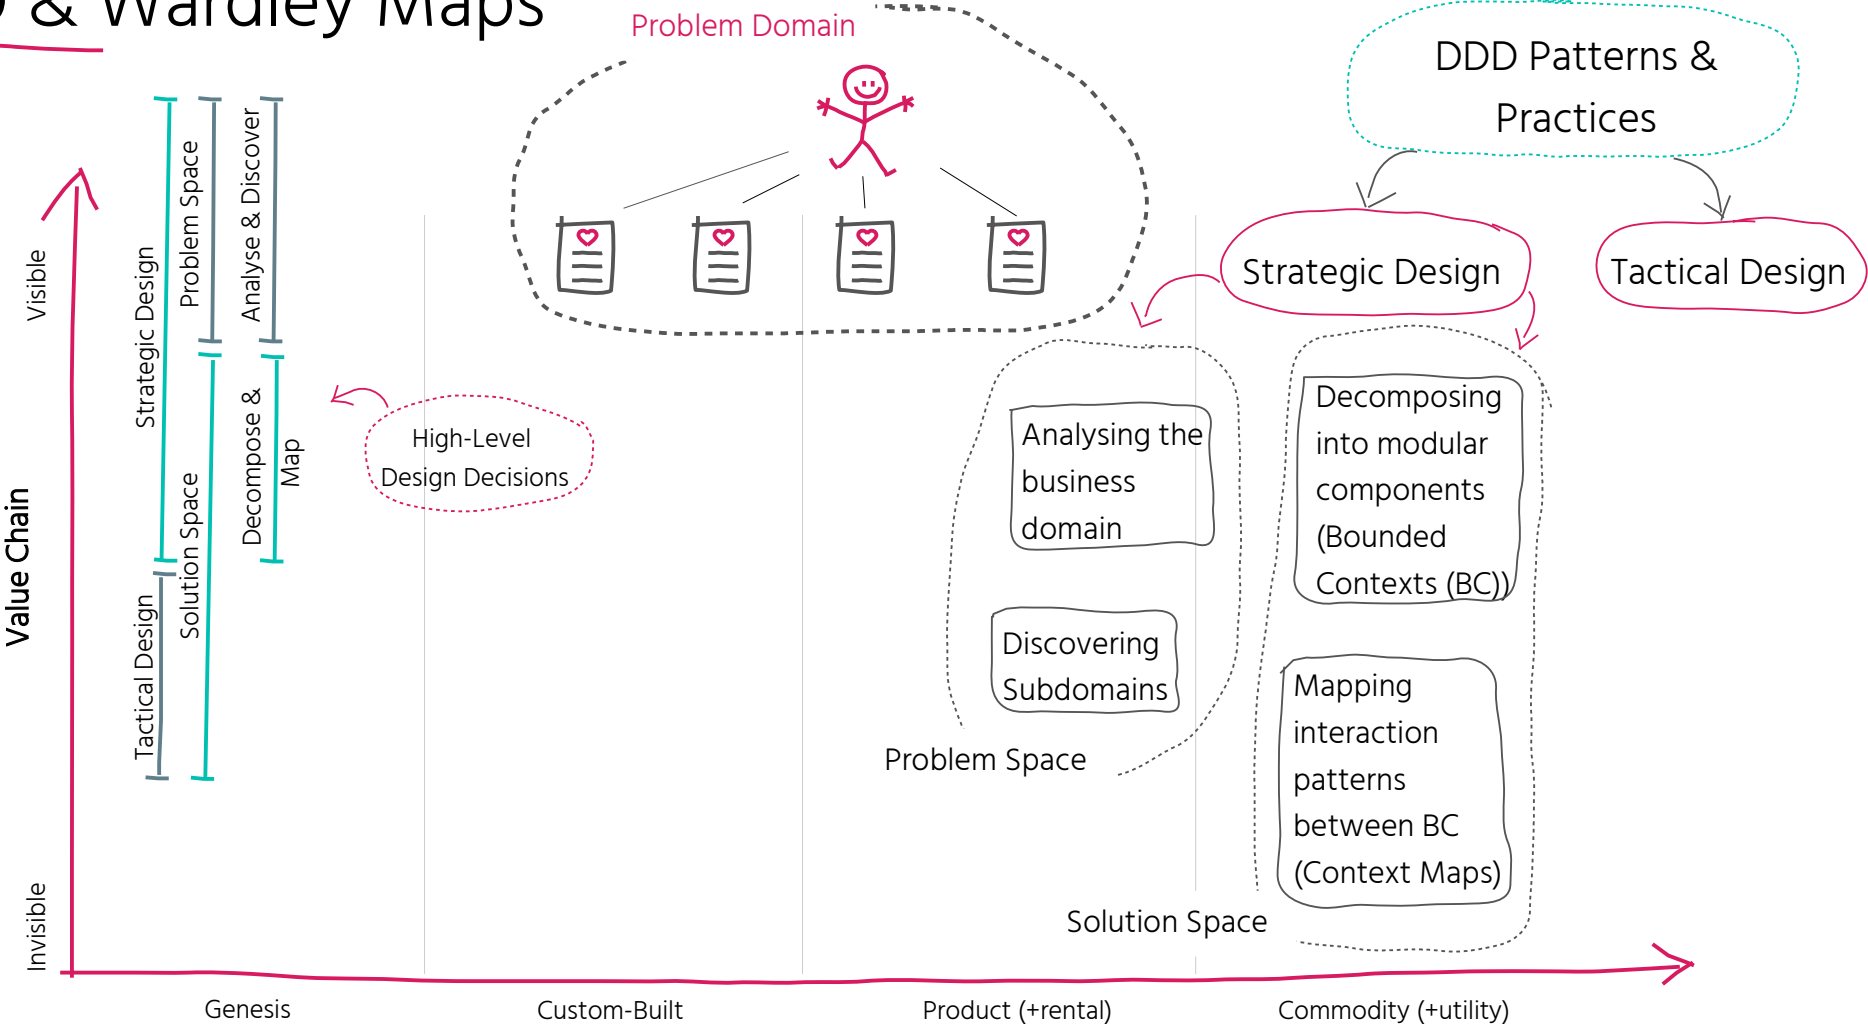 & Wardley Maps
Problem Domain
DDD Patterns &
Practices
Strategic Design
Tactical Design
Visible
Value Chain
Invisible
Strategic Design
Tactical Design
Problem Space
Solution Space
Analyse & Discover
Decompose &
Map
High-Level
Design Decisions
Analysing the
business
domain
Discovering
Subdomains
Problem Space
Decomposing
into modular
components
(Bounded
Contexts (BC))
Mapping
interaction
patterns
between BC
(Context Maps)
Solution Space
Genesis
Custom-Built
Product (+rental)
Commodity (+utility)